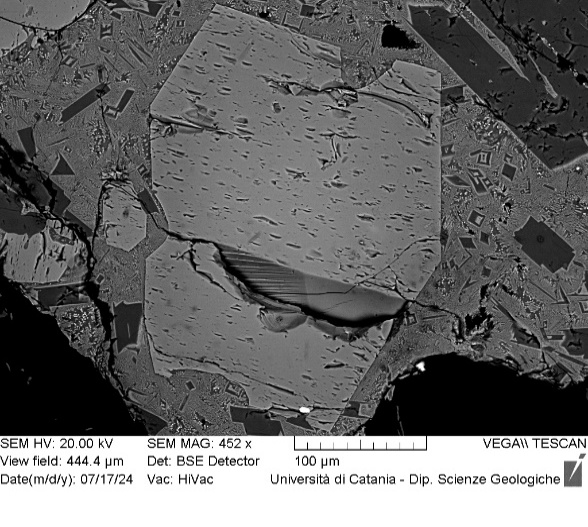 SEM HV: 20.00 kV SEM MAG: 452 x VEGA\\ TESCAN
View field: 444.4 µm Det: BSE Detector 100 µm
Date(m/d/y): 07/17/24 Vac: HiVac Università di Catania - Dip. Scienze Geologiche